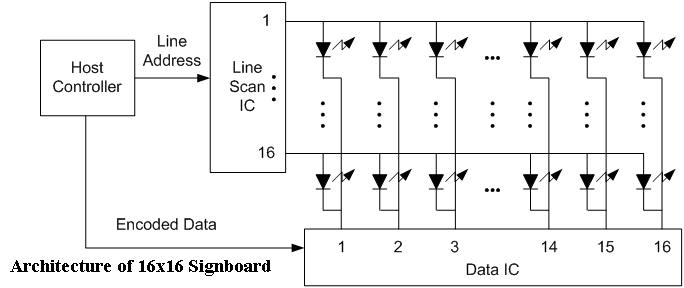 Host
Controller
Line
Address
Line
Scan
IC
1
16
Encoded Data
1 2 3 14 15 16
Data IC
Architecture of 16x16 Signboard